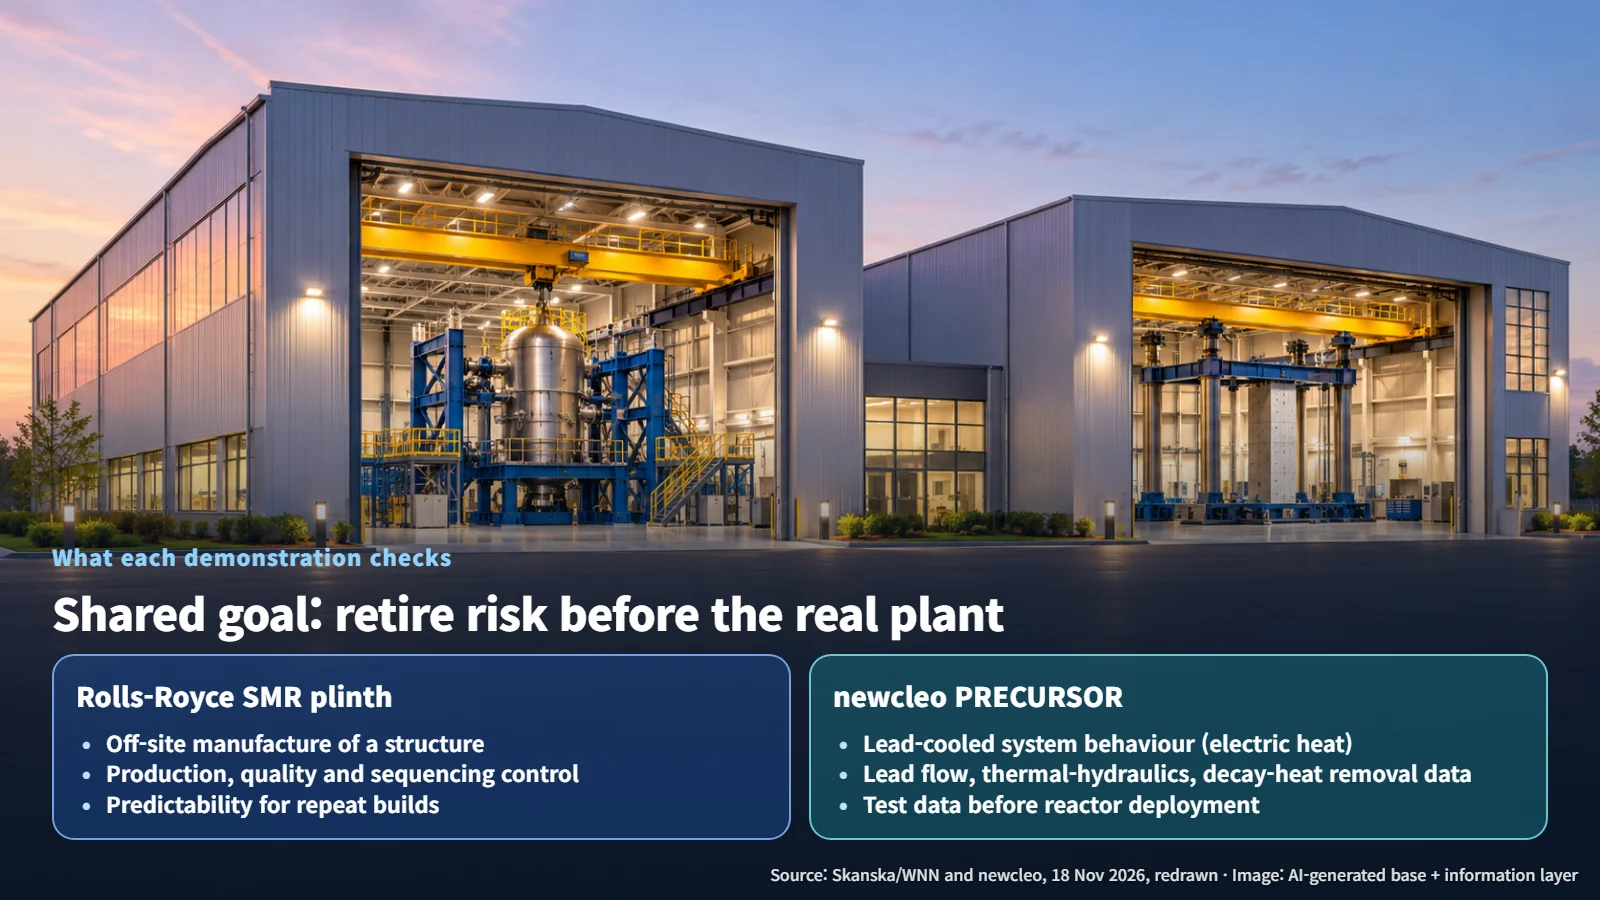 What each demonstration checks
Shared goal: retire risk before the real plant
Rolls-Royce SMR plinth
• Off-site manufacture of a structure
• Production, quality and sequencing control
• Predictability for repeat builds
newcleo PRECURSOR
• Lead-cooled system behaviour (electric heat)
• Lead flow, thermal-hydraulics, decay-heat removal data
• Test data before reactor deployment
Source: Skanska/WNN and newcleo, 18 Nov 2026, redrawn · Image: AI-generated base + information layer